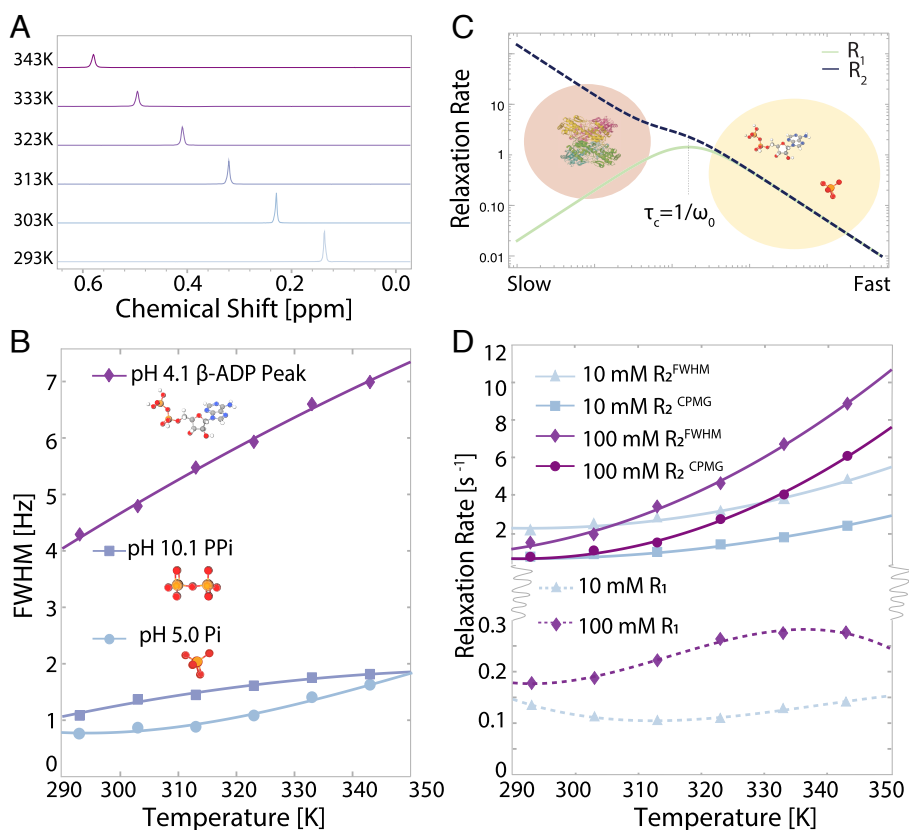 A
343K
333K
323K
313K
303K
293K
0.6
0.4
0.2
0.0
Chemical Shift [ppm]
B
pH 4.1 β-ADP Peak
pH 10.1 PPi
pH 5.0 Pi
FWHM [Hz]
7
6
5
4
3
2
1
0
290
300
310
320
330
340
350
Temperature [K]
C
R1
R2
Relaxation Rate
100
10
1
0.10
0.01
τc=1/ω0
Slow
Fast
D
10 mM R2 FWHM
10 mM R2 CPMG
100 mM R2 FWHM
100 mM R2 CPMG
10 mM R1
100 mM R1
Relaxation Rate [s -1]
12
10
8
6
4
2
0.3
0.2
0.1
0
290
300
310
320
330
340
350
Temperature [K]